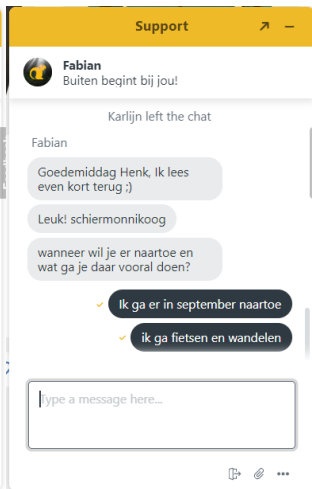 Support
Fabian
Buiten begint bij jou!
Karlijn left the chat
Fabian
Goedemiddag Henk, Ik lees
even kort terug ;)
Leuk! schiermonnikoog
wanneer wil je er naartoe en
wat ga je daar vooral doen?
Ik ga er in september naartoe
ik ga fietsen en wandelen
Type a message here...